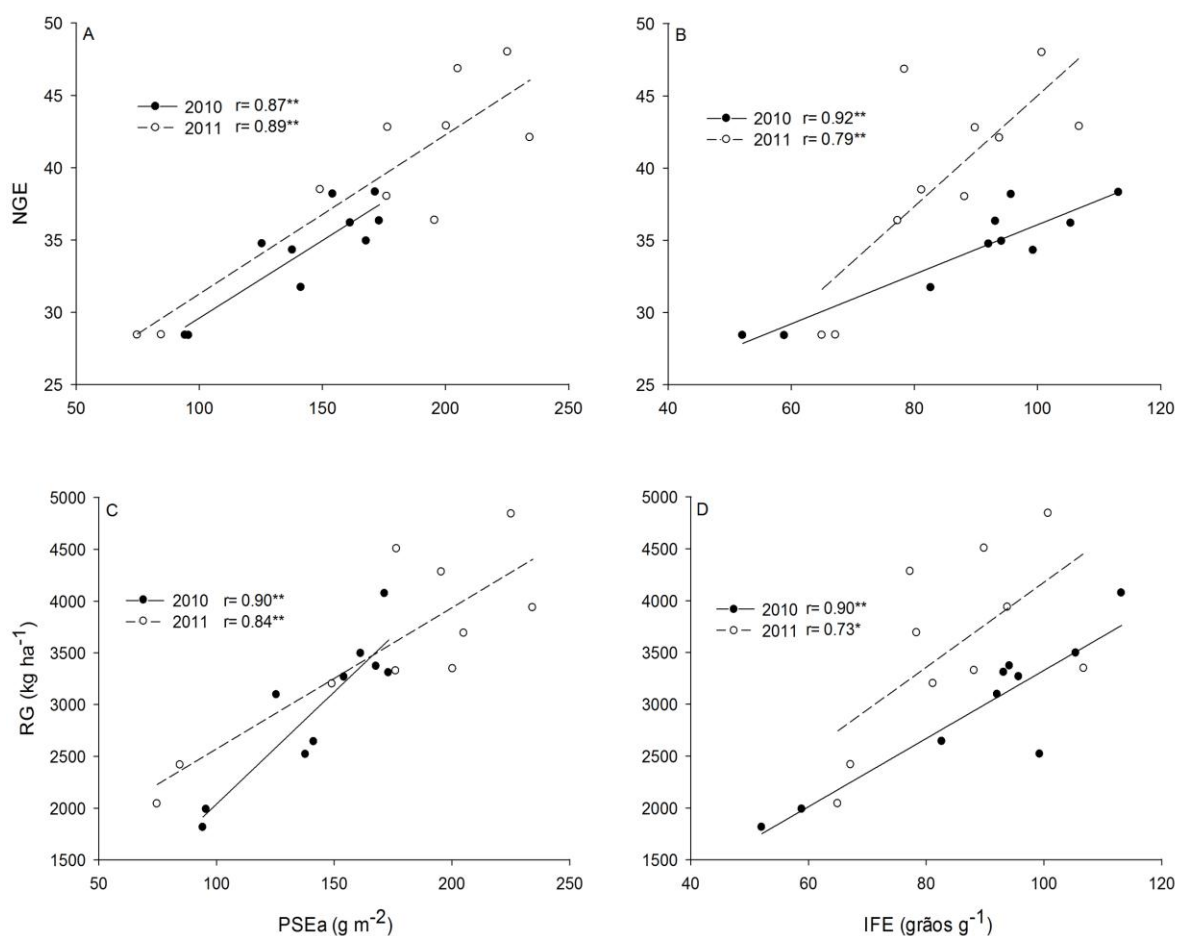 A
50
45
40
35
30
25
NGE
2010 r= 0.87**
2011 r= 0.89**
50 100 150 200 250
B
50
45
40
35
30
25
2010 r= 0.92**
2011 r= 0.79**
40 60 80 100 120
C
5000
4500
4000
3500
3000
2500
2000
1500
RG (kg ha⁻¹)
2010 r= 0.90**
2011 r= 0.84**
50 100 150 200 250
PSEa (g m⁻²)
D
5000
4500
4000
3500
3000
2500
2000
1500
2010 r= 0.90**
2011 r= 0.73*
40 60 80 100 120
IFE (grãos g⁻¹)